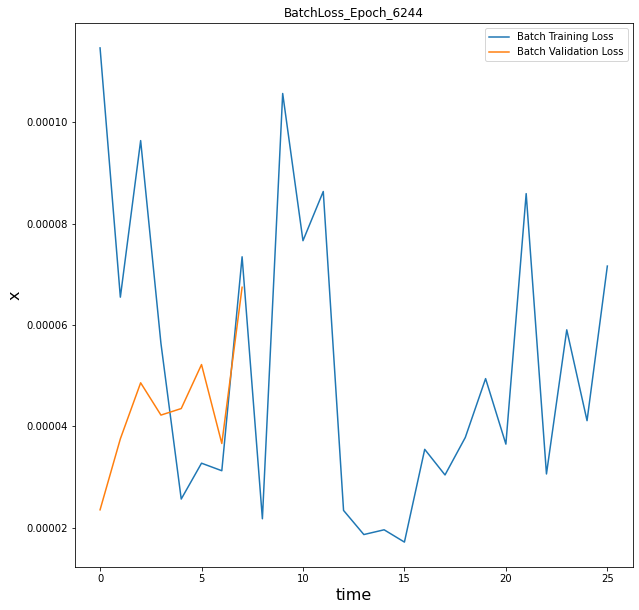 BatchLoss_Epoch_6244
Batch Training Loss
Batch Validation Loss
0.00010
0.00008
0.00006
0.00004
0.00002
x
0 5 10 15 20 25
time